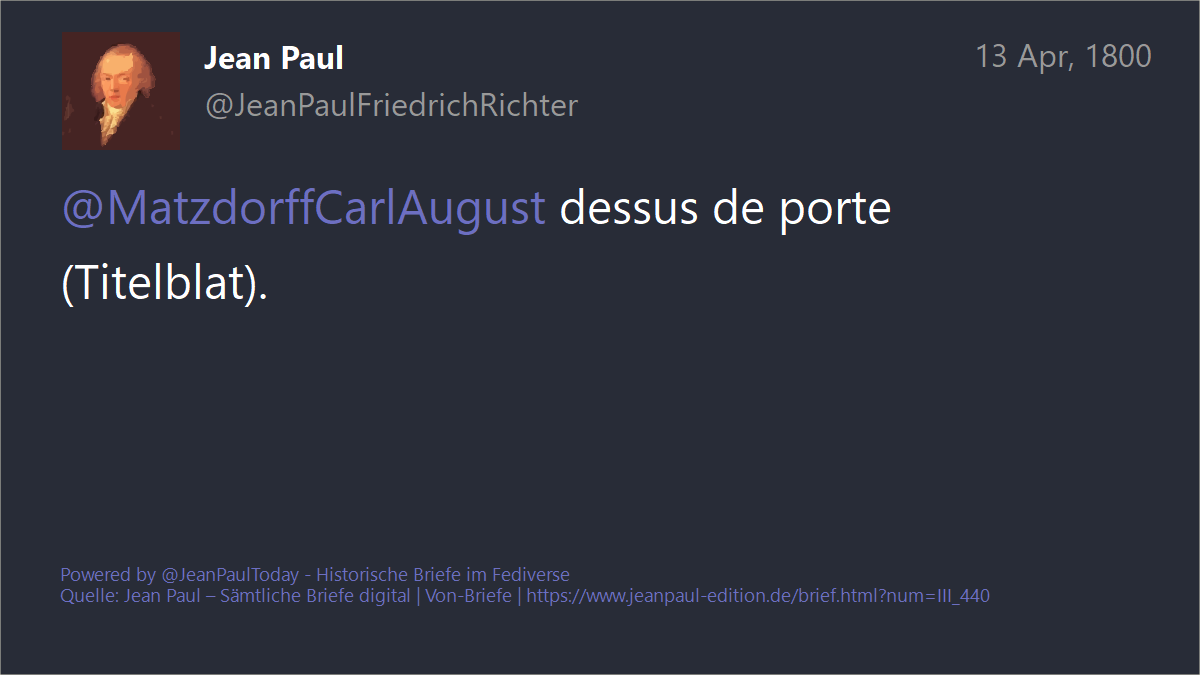 Jean Paul
13 Apr, 1800
@JeanPaulFriedrichRichter
@MatzdorffCarlAugust dessus de porte
(Titelblat).
Powered by @JeanPaulToday - Historische Briefe im Fediverse
Quelle: Jean Paul – Sämtliche Briefe digital | Von-Briefe | https://www.jeanpaul-edition.de/brief.html?num=III_440